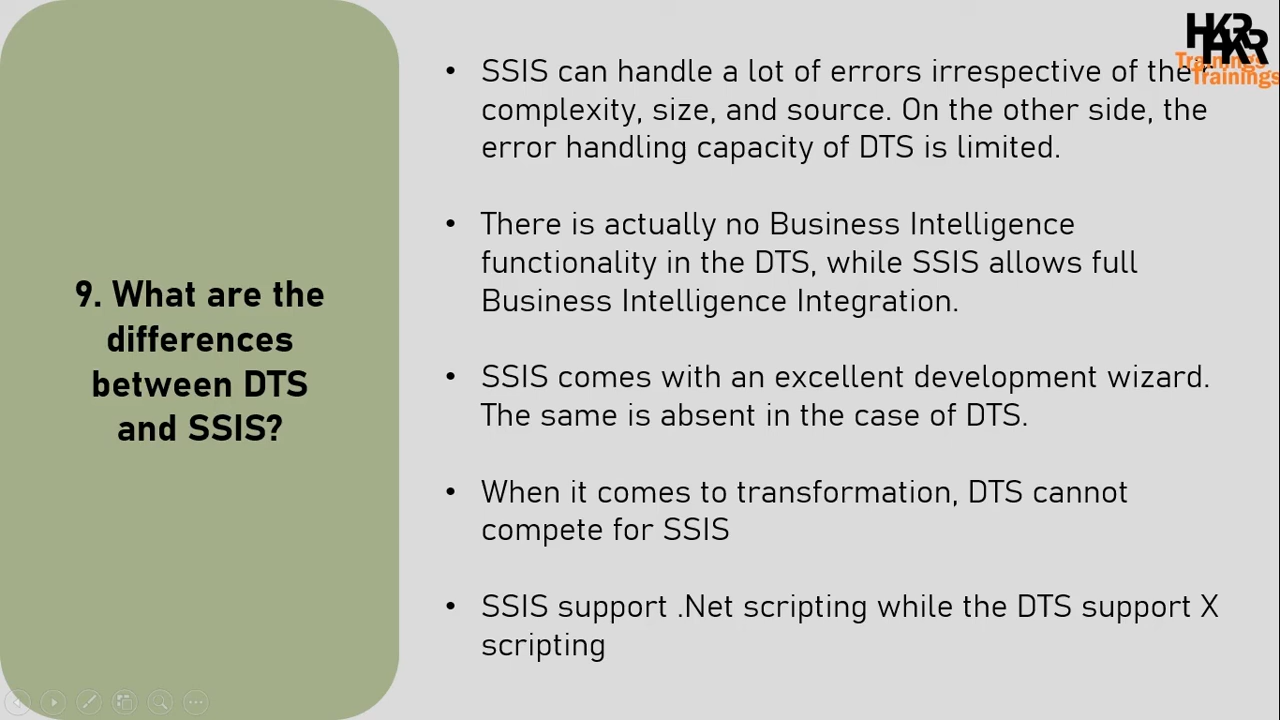 HKR
Trainings
HKR
Trainings
9. What are the
differences
between DTS
and SSIS?
• SSIS can handle a lot of errors irrespective of their
complexity, size, and source. On the other side, the
error handling capacity of DTS is limited.
• There is actually no Business Intelligence
functionality in the DTS, while SSIS allows full
Business Intelligence Integration.
• SSIS comes with an excellent development wizard.
The same is absent in the case of DTS.
• When it comes to transformation, DTS cannot
compete for SSIS
• SSIS support .Net scripting while the DTS support X
scripting